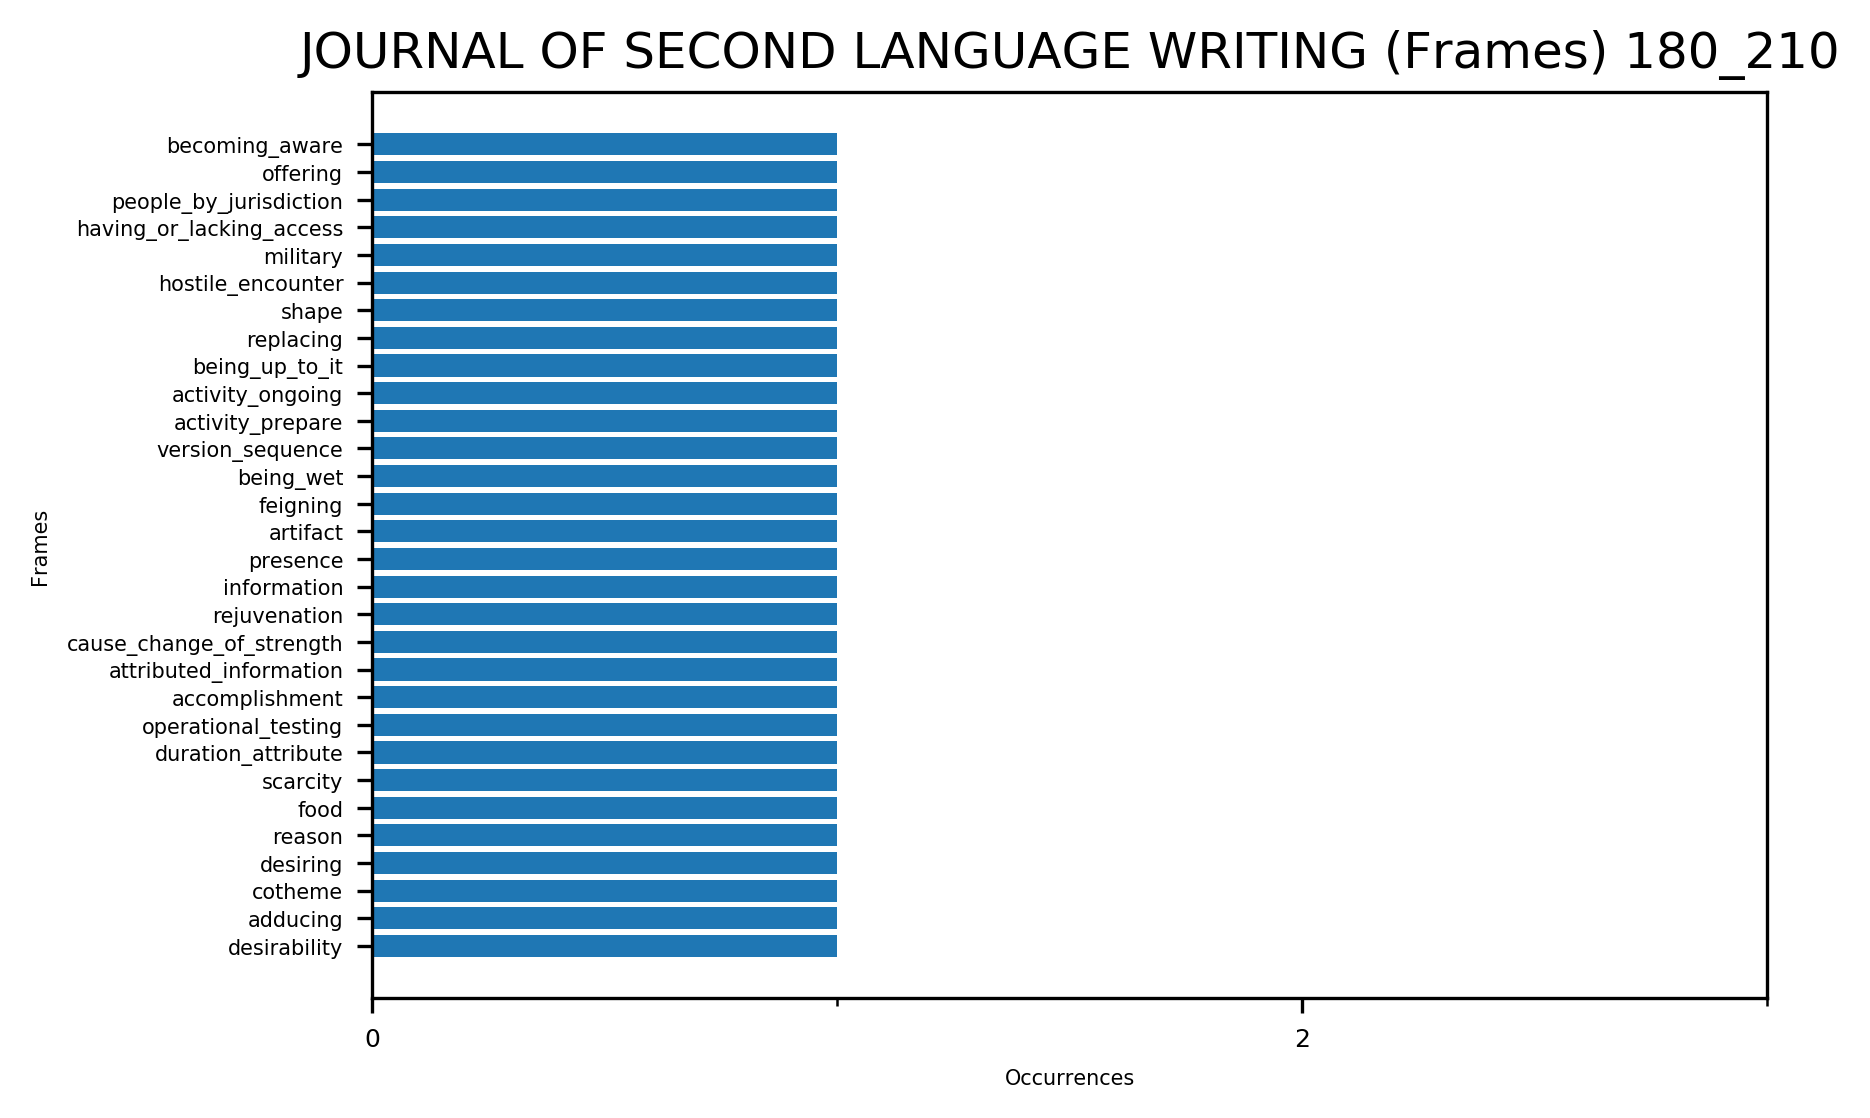 JOURNAL OF SECOND LANGUAGE WRITING (Frames) 180_210
becoming_aware
offering
people_by_jurisdiction
having_or_lacking_access
military
hostile_encounter
shape
replacing
being_up_to_it
activity_ongoing
activity_prepare
version_sequence
being_wet
feigning
artifact
presence
information
rejuvenation
cause_change_of_strength
attributed_information
accomplishment
operational_testing
duration_attribute
scarcity
food
reason
desiring
cotheme
adducing
desirability
Frames
0
2
Occurrences